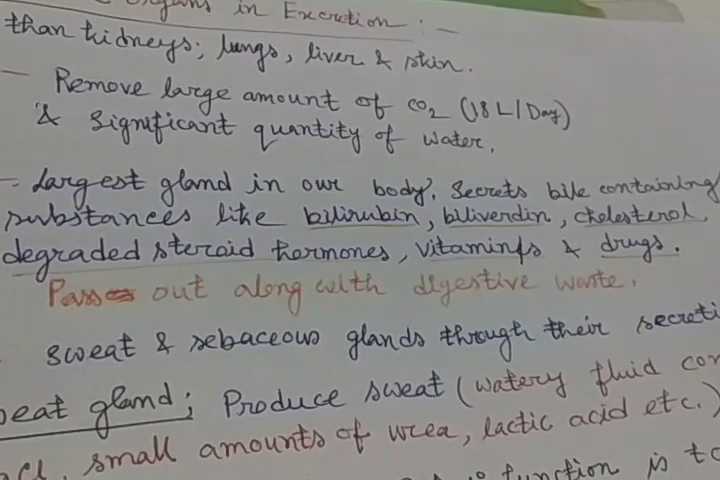 Organs in Excretion :-
than kidneys; lungs, liver & skin.
- Remove large amount of CO2 (18 L/Day)
& significant quantity of water.
- Largest gland in our body. Secrets bile containing
substances like bilirubin, biliverdin, cholesterol,
degraded steroid hormones, vitamins & drugs.
Pass out along with digestive waste.
sweat & sebaceous glands through their secreti
weat gland; Produce sweat (watery fluid con
small amounts of urea, lactic acid etc.)
function is to